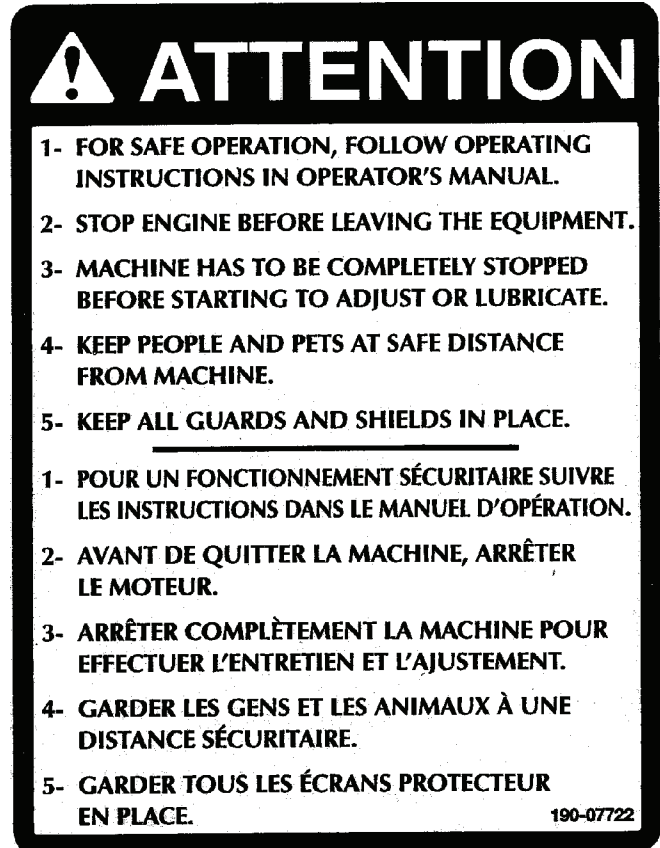 ATTENTION
1- FOR SAFE OPERATION, FOLLOW OPERATING
INSTRUCTIONS IN OPERATOR'S MANUAL.
2- STOP ENGINE BEFORE LEAVING THE EQUIPMENT.
3- MACHINE HAS TO BE COMPLETELY STOPPED
BEFORE STARTING TO ADJUST OR LUBRICATE.
4- KEEP PEOPLE AND PETS AT SAFE DISTANCE
FROM MACHINE.
5- KEEP ALL GUARDS AND SHIELDS IN PLACE.
1- POUR UN FONCTIONNEMENT SÉCURITAIRE SUIVRE
LES INSTRUCTIONS DANS LE MANUEL D'OPÉRATION.
2- AVANT DE QUITTER LA MACHINE, ARRÊTER
LE MOTEUR.
3- ARRÊTER COMPLÈTEMENT LA MACHINE POUR
EFFECTUER L'ENTRETIEN ET L'AJUSTEMENT.
4- GARDER LES GENS ET LES ANIMAUX À UNE
DISTANCE SÉCURITAIRE.
5- GARDER TOUS LES ÉCRANS PROTECTEUR
EN PLACE.
190-07722